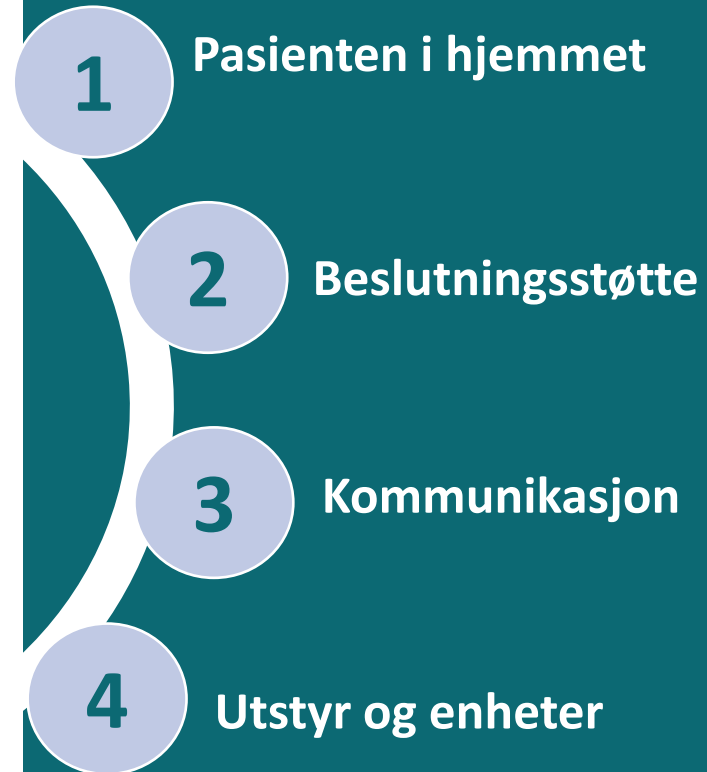 1 Pasienten i hjemmet
2 Beslutningsstøtte
3 Kommunikasjon
4 Utstyr og enheter